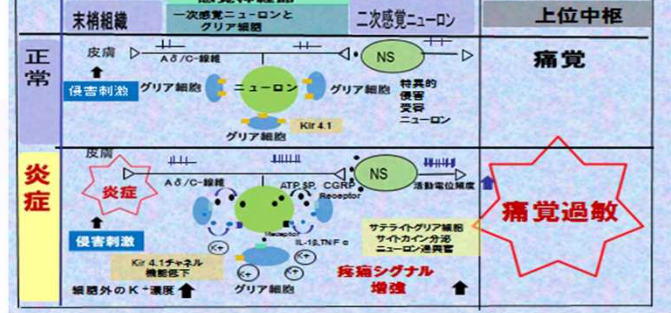 末梢組織
一次感覚ニューロンと
グリア細胞
二次感覚ニューロン
上位中枢
正常
皮膚
Aδ/C-線維
侵害刺激
グリア細胞
ニューロン
グリア細胞
グリア細胞
Kir 4.1
NS
特異的
侵害
受容
ニューロン
痛覚
炎症
皮膚
炎症
Aδ/C-線維
侵害刺激
ATP, SP, CGRP
Receptor
Receptor
IL-1β,TNFα
K+
K+
K+
K+
Kir 4.1チャネル
機能低下
細胞外のK+濃度
グリア細胞
NS
活動電位頻度
サテライトグリア細胞
サイトカイン分泌
ニューロン過興奮
疼痛シグナル
増強
痛覚過敏